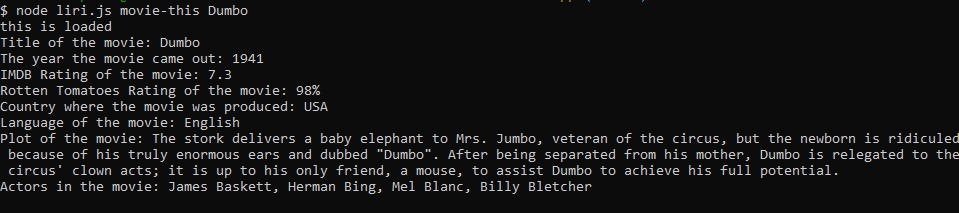 $ node liri.js movie-this Dumbo
this is loaded
Title of the movie: Dumbo
The year the movie came out: 1941
IMDB Rating of the movie: 7.3
Rotten Tomatoes Rating of the movie: 98%
Country where the movie was produced: USA
Language of the movie: English
Plot of the movie: The stork delivers a baby elephant to Mrs. Jumbo, veteran of the circus, but the newborn is ridiculed
 because of his truly enormous ears and dubbed "Dumbo". After being separated from his mother, Dumbo is relegated to the
 circus' clown acts; it is up to his only friend, a mouse, to assist Dumbo to achieve his full potential.
Actors in the movie: James Baskett, Herman Bing, Mel Blanc, Billy Bletcher